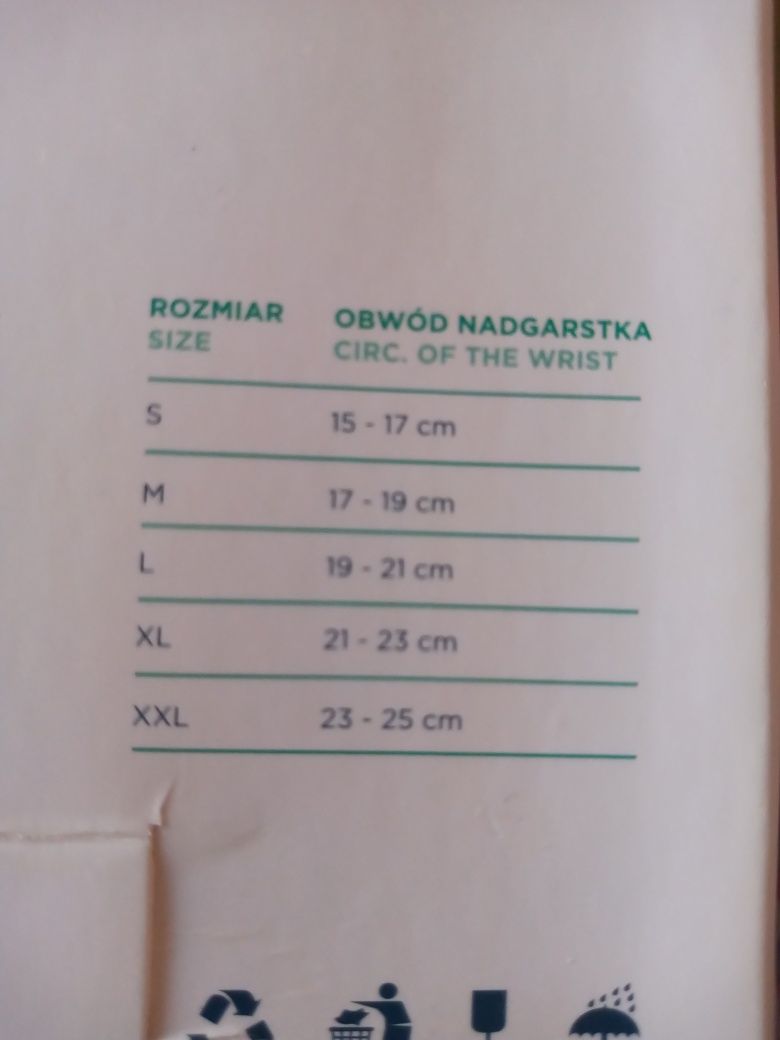 ROZMIAR OBWÓD NADGARSTKA
SIZE CIRC. OF THE WRIST
S 15 - 17 cm
M 17 - 19 cm
L 19 - 21 cm
XL 21 - 23 cm
XXL 23 - 25 cm